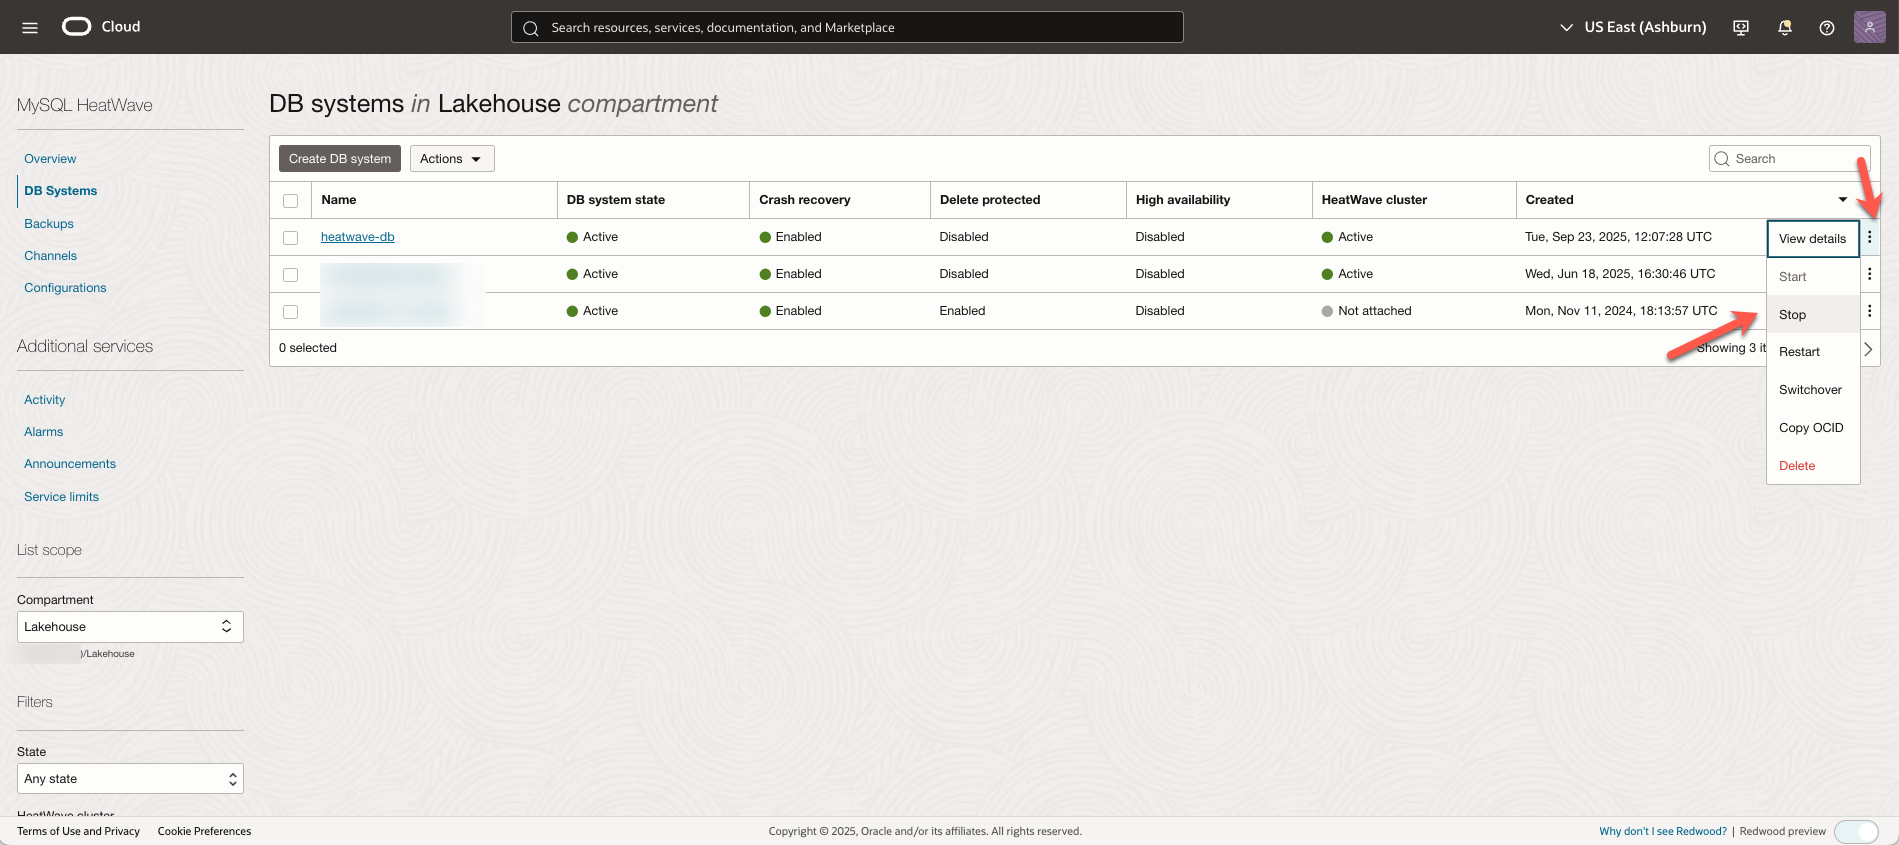 Cloud
Search resources, services, documentation, and Marketplace
US East (Ashburn)
MySQL HeatWave
Overview
DB Systems
Backups
Channels
Configurations
Additional services
Activity
Alarms
Announcements
Service limits
List scope
Compartment
Lakehouse
)/Lakehouse
Filters
State
Any state
HeatWave cluster
DB systems in Lakehouse compartment
Create DB system
Actions
Search
Name DB system state Crash recovery Delete protected High availability HeatWave cluster Created
heatwave-db Active Enabled Disabled Disabled Active Tue, Sep 23, 2025, 12:07:28 UTC
Active Enabled Disabled Disabled Active Wed, Jun 18, 2025, 16:30:46 UTC
Active Enabled Enabled Disabled Not attached Mon, Nov 11, 2024, 18:13:57 UTC
0 selected
Showing 3
View details
Start
Stop
Restart
Switchover
Copy OCID
Delete
Terms of Use and Privacy Cookie Preferences
Copyright © 2025, Oracle and/or its affiliates. All rights reserved.
Why don't I see Redwood? | Redwood preview